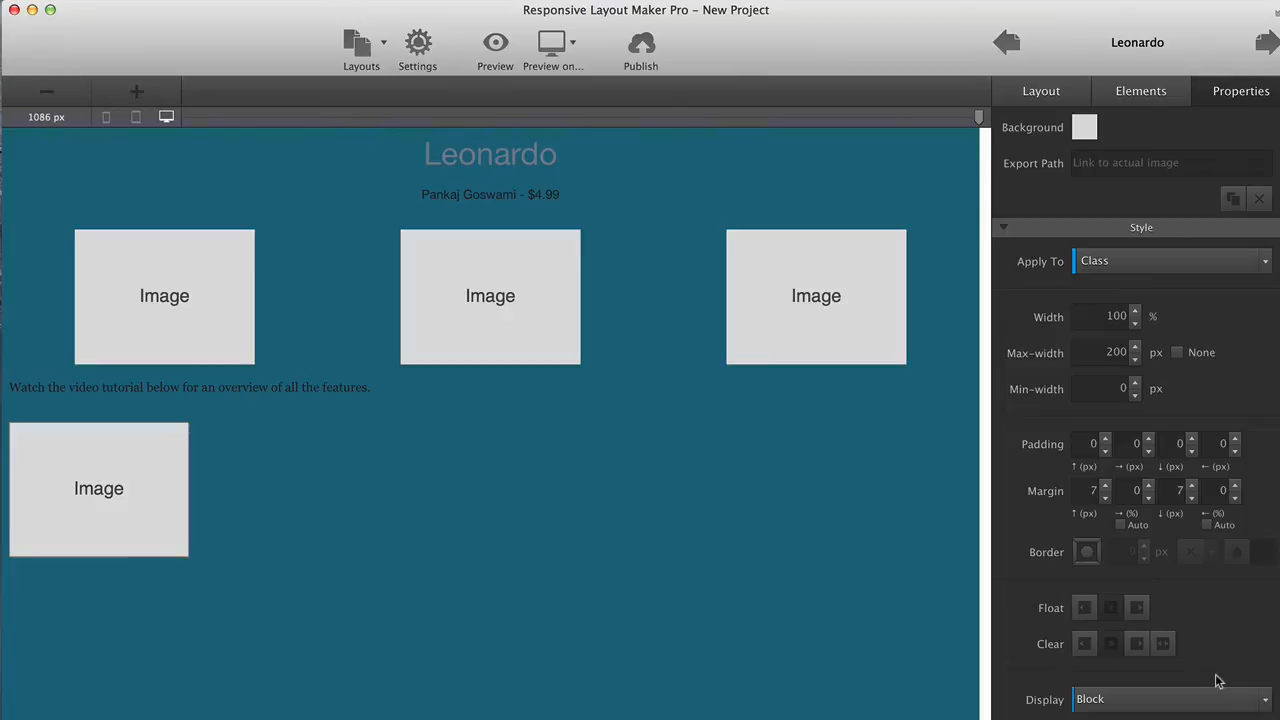 Responsive Layout Maker Pro - New Project
Layouts
Settings
Preview
Preview on...
Publish
Leonardo
Layout
Elements
Properties
1086 px
Leonardo
Pankaj Goswami - $4.99
Image
Image
Image
Watch the video tutorial below for an overview of all the features.
Image
Background
Export Path
Link to actual image
Style
Apply To
Class
Width
100
%
Max-width
200
px
None
Min-width
0
px
Padding
0
0
0
0
↑ (px)
→ (px)
↓ (px)
← (px)
Margin
7
0
7
0
↑ (px)
→ (%)
↓ (px)
← (%)
Auto
Auto
Border
0
px
Float
Clear
Display
Block